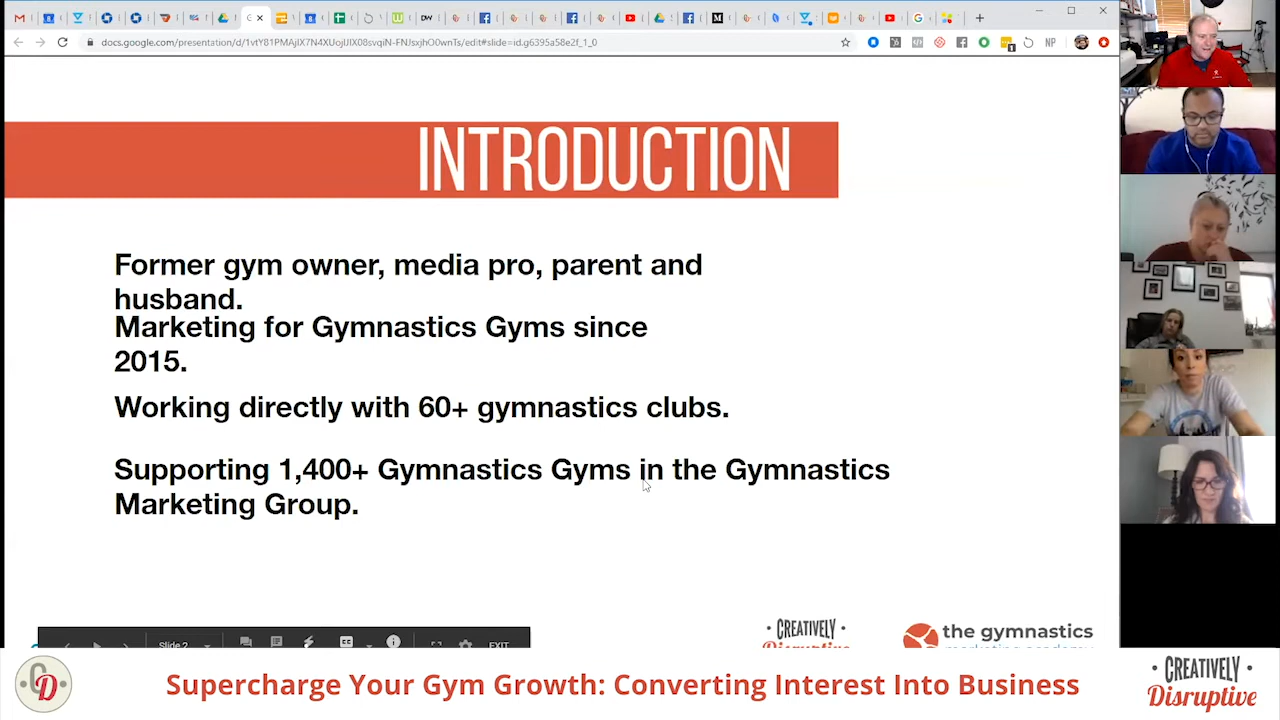 docs.google.com/presentation/d/1vtY81PMAjIX7N4XUojIJIX08svqiN-FNJsxjhO0wnTs/edit#slide=id.g6395a58e2f_1_0
NP
INTRODUCTION
Former gym owner, media pro, parent and
husband.
Marketing for Gymnastics Gyms since
2015.
Working directly with 60+ gymnastics clubs.
Supporting 1,400+ Gymnastics Gyms in the Gymnastics
Marketing Group.
Slide 2
EXIT
• CREATIVELY •
Disruptive
the gymnastics
marketing academy
CD
Supercharge Your Gym Growth: Converting Interest Into Business
• CREATIVELY •
Disruptive